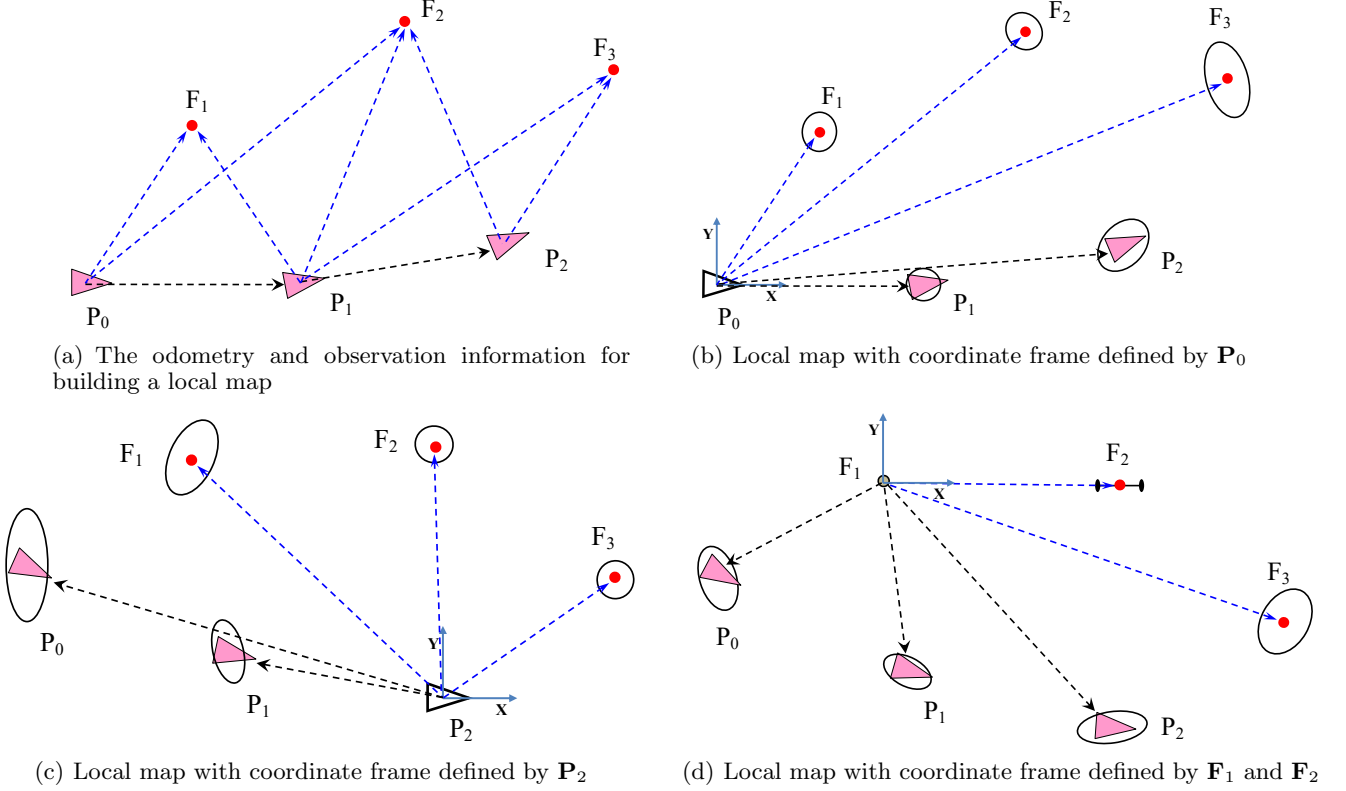 F₂
F₃
F₁
P₂
P₁
P₀
(a) The odometry and observation information for
building a local map
F₂
F₃
F₁
Y
X
P₂
P₁
P₀
(b) Local map with coordinate frame defined by P₀
F₁
F₂
F₃
P₀
P₁
Y
X
P₂
(c) Local map with coordinate frame defined by P₂
Y
F₁
X
F₂
F₃
P₀
P₁
P₂
(d) Local map with coordinate frame defined by F₁ and F₂